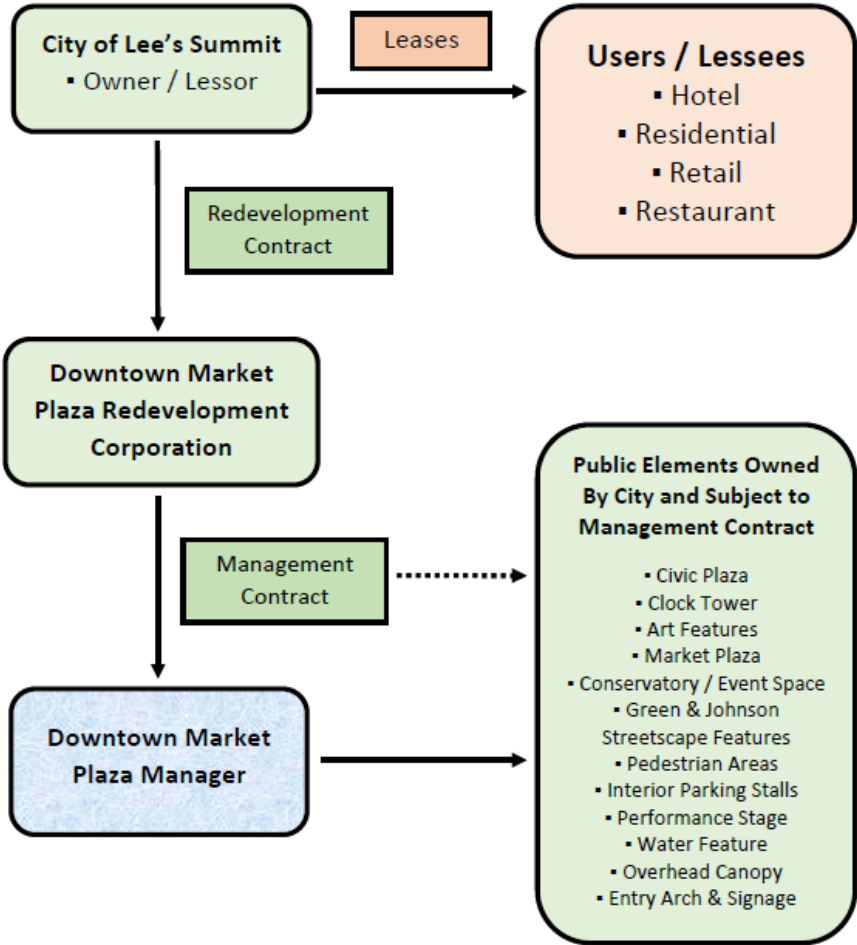 City of Lee's Summit
▪ Owner / Lessor
Leases
Users / Lessees
▪ Hotel
▪ Residential
▪ Retail
▪ Restaurant
Redevelopment
Contract
Downtown Market
Plaza Redevelopment
Corporation
Management
Contract
Public Elements Owned
By City and Subject to
Management Contract
▪ Civic Plaza
▪ Clock Tower
▪ Art Features
▪ Market Plaza
▪ Conservatory / Event Space
▪ Green & Johnson
Streetscape Features
▪ Pedestrian Areas
▪ Interior Parking Stalls
▪ Performance Stage
▪ Water Feature
▪ Overhead Canopy
▪ Entry Arch & Signage
Downtown Market
Plaza Manager